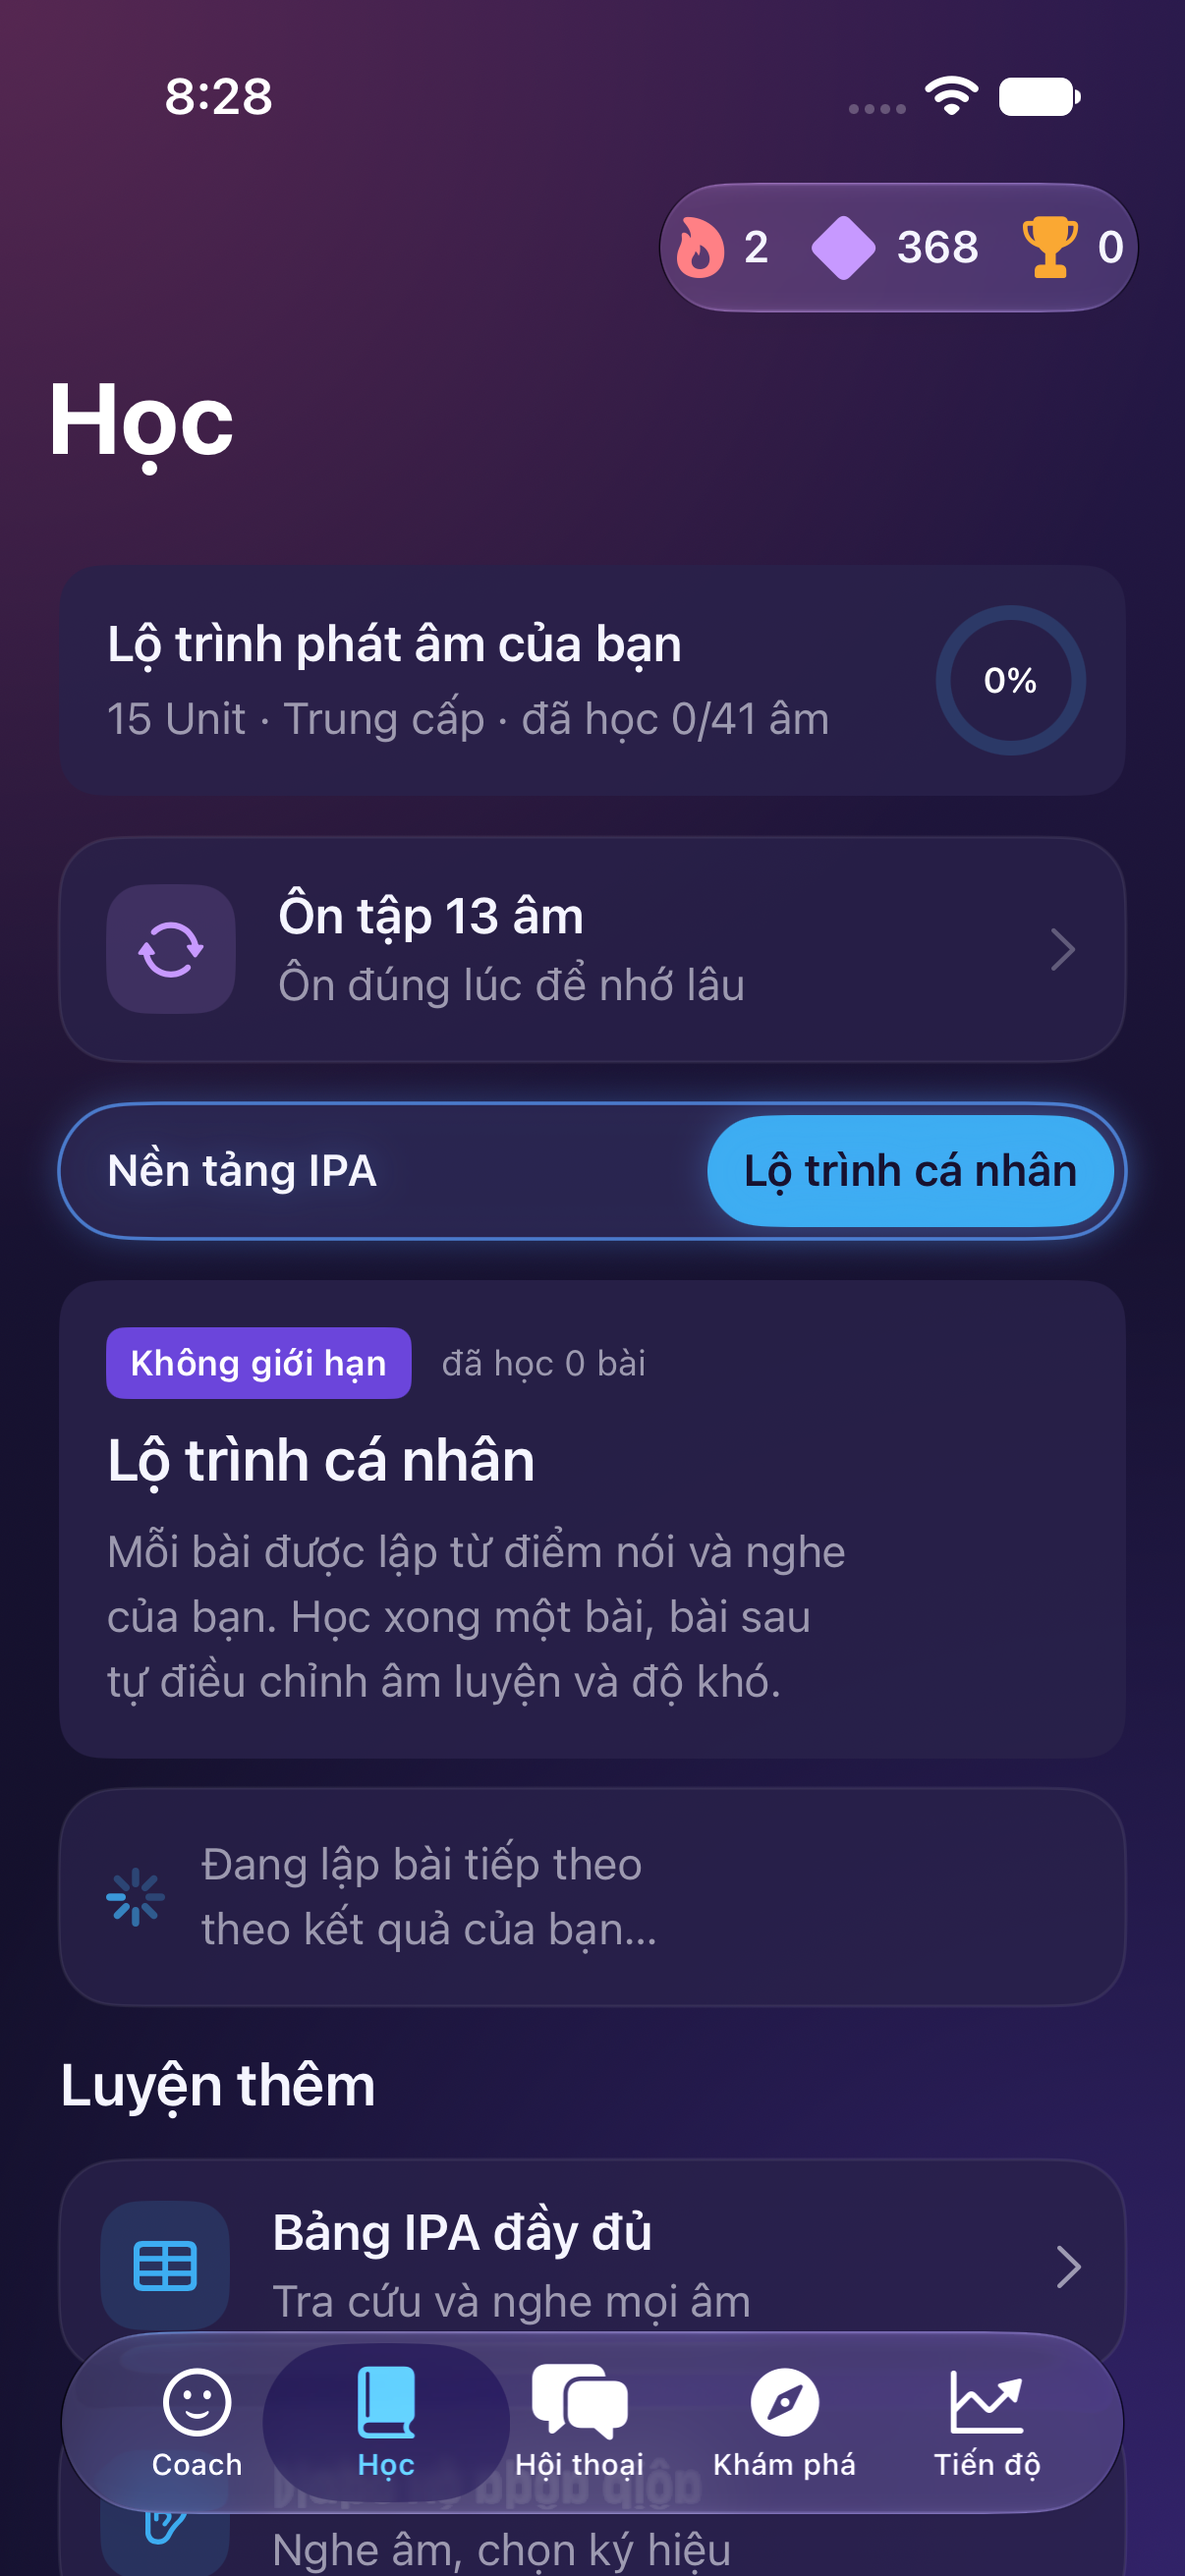 8:28
2 368 0
Học
Lộ trình phát âm của bạn
15 Unit · Trung cấp · đã học 0/41 âm
0%
Ôn tập 13 âm
Ôn đúng lúc để nhớ lâu
Nền tảng IPA
Lộ trình cá nhân
Không giới hạn đã học 0 bài
Lộ trình cá nhân
Mỗi bài được lập từ điểm nói và nghe
của bạn. Học xong một bài, bài sau
tự điều chỉnh âm luyện và độ khó.
Đang lập bài tiếp theo
theo kết quả của bạn...
Luyện thêm
Bảng IPA đầy đủ
Tra cứu và nghe mọi âm
Coach
Học
Hội thoại
Khám phá
Tiến độ
Nghe âm, chọn ký hiệu